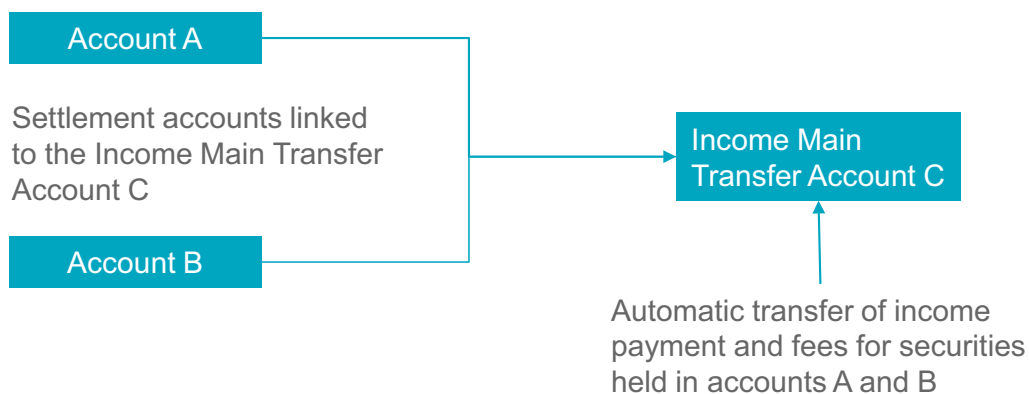 Account A
Settlement accounts linked
to the Income Main Transfer
Account C
Account B
Income Main
Transfer Account C
Automatic transfer of income
payment and fees for securities
held in accounts A and B